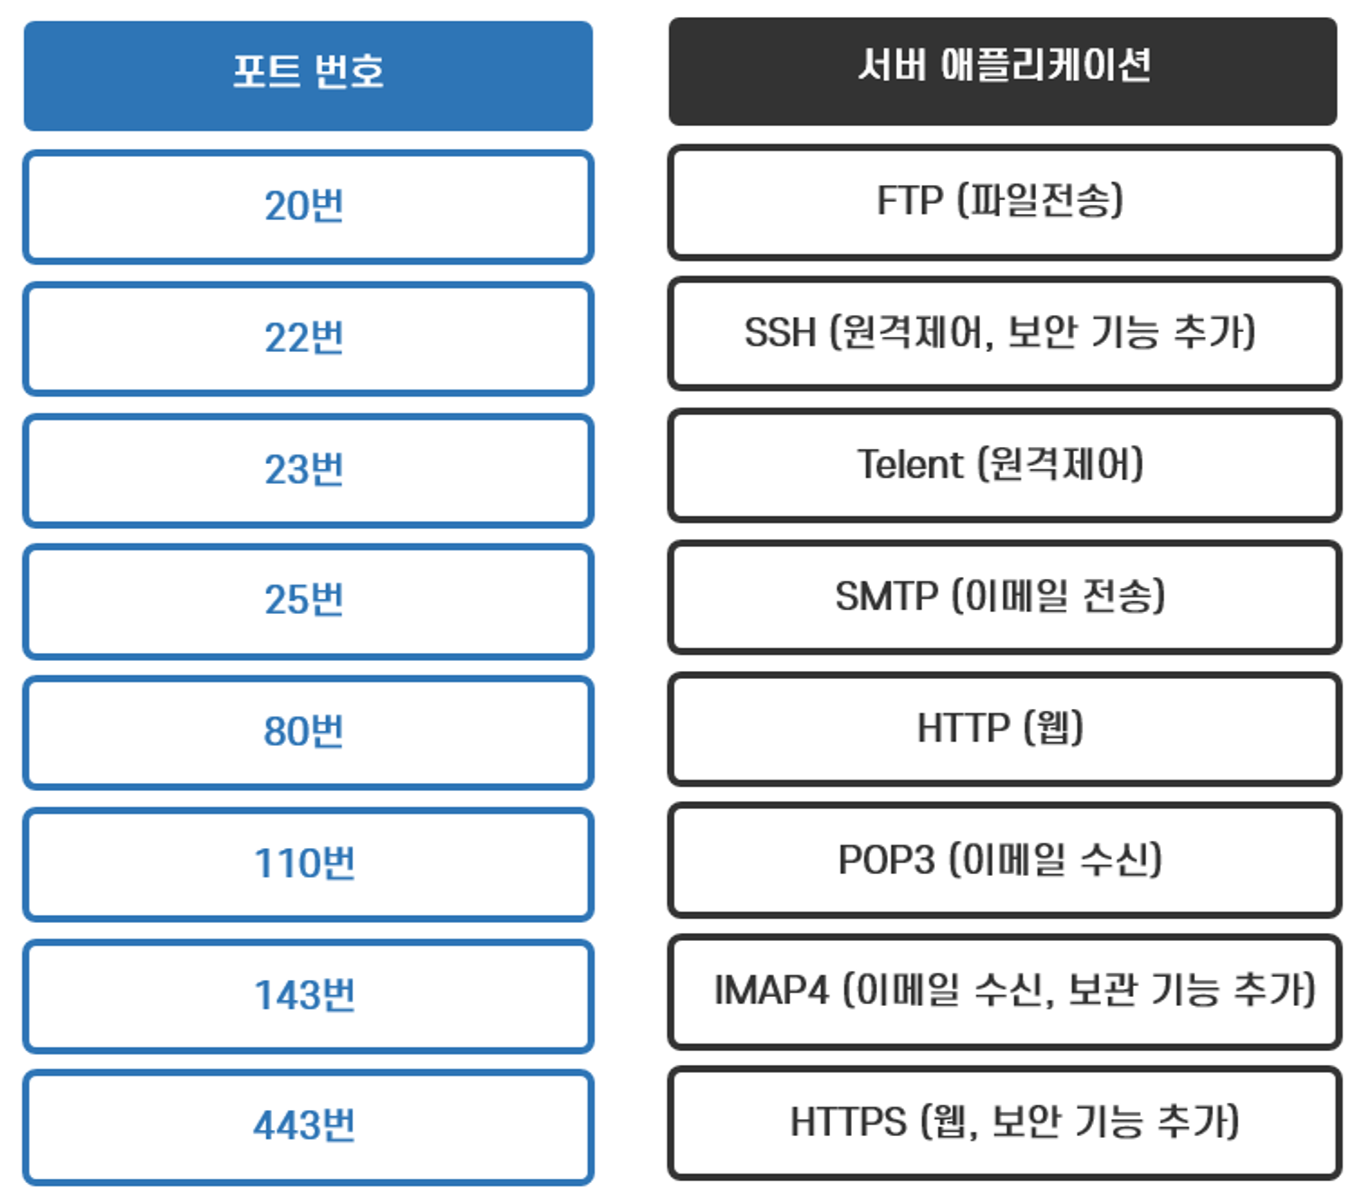 포트 번호
서버 애플리케이션
20번
FTP (파일전송)
22번
SSH (원격제어, 보안 기능 추가)
23번
Telent (원격제어)
25번
SMTP (이메일 전송)
80번
HTTP (웹)
110번
POP3 (이메일 수신)
143번
IMAP4 (이메일 수신, 보관 기능 추가)
443번
HTTPS (웹, 보안 기능 추가)